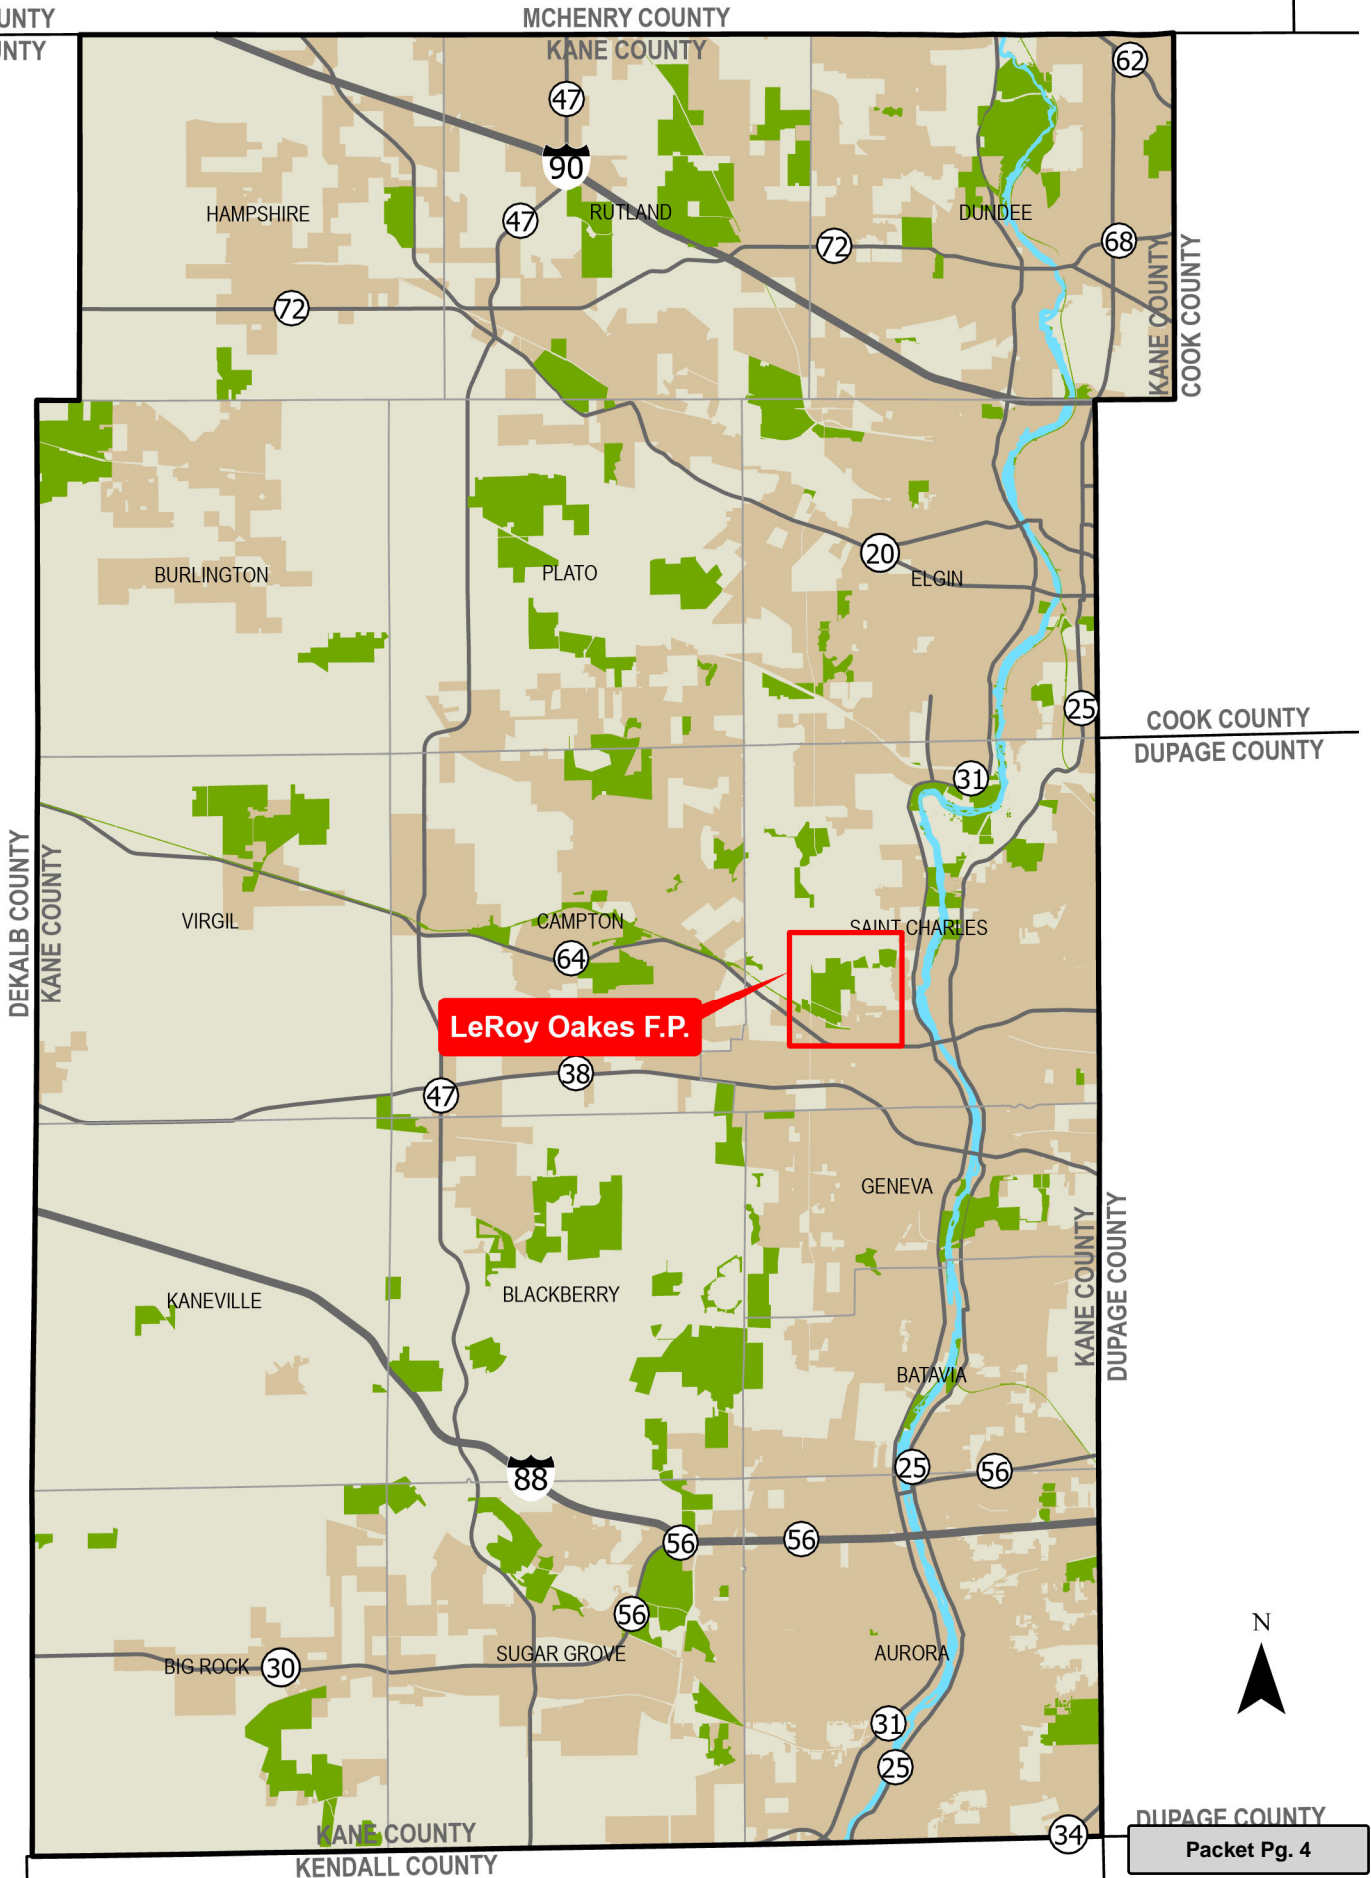 UNTY
MCHENRY COUNTY
UNTY
KANE COUNTY
62
47
90
HAMPSHIRE
47
RUTLAND
DUNDEE
72
68
KANE COUNTY
COOK COUNTY
72
BURLINGTON
PLATO
20
ELGIN
25
COOK COUNTY
DUPAGE COUNTY
31
DEKALB COUNTY
KANE COUNTY
VIRGIL
CAMPTON
SAINT CHARLES
64
LeRoy Oakes F.P.
38
47
GENEVA
KANE COUNTY
DUPAGE COUNTY
KANEVILLE
BLACKBERRY
BATAVIA
25
56
88
56
56
56
N
BIG ROCK
30
SUGAR GROVE
AURORA
31
25
34
DUPAGE COUNTY
KANE COUNTY
KENDALL COUNTY
Packet Pg. 4